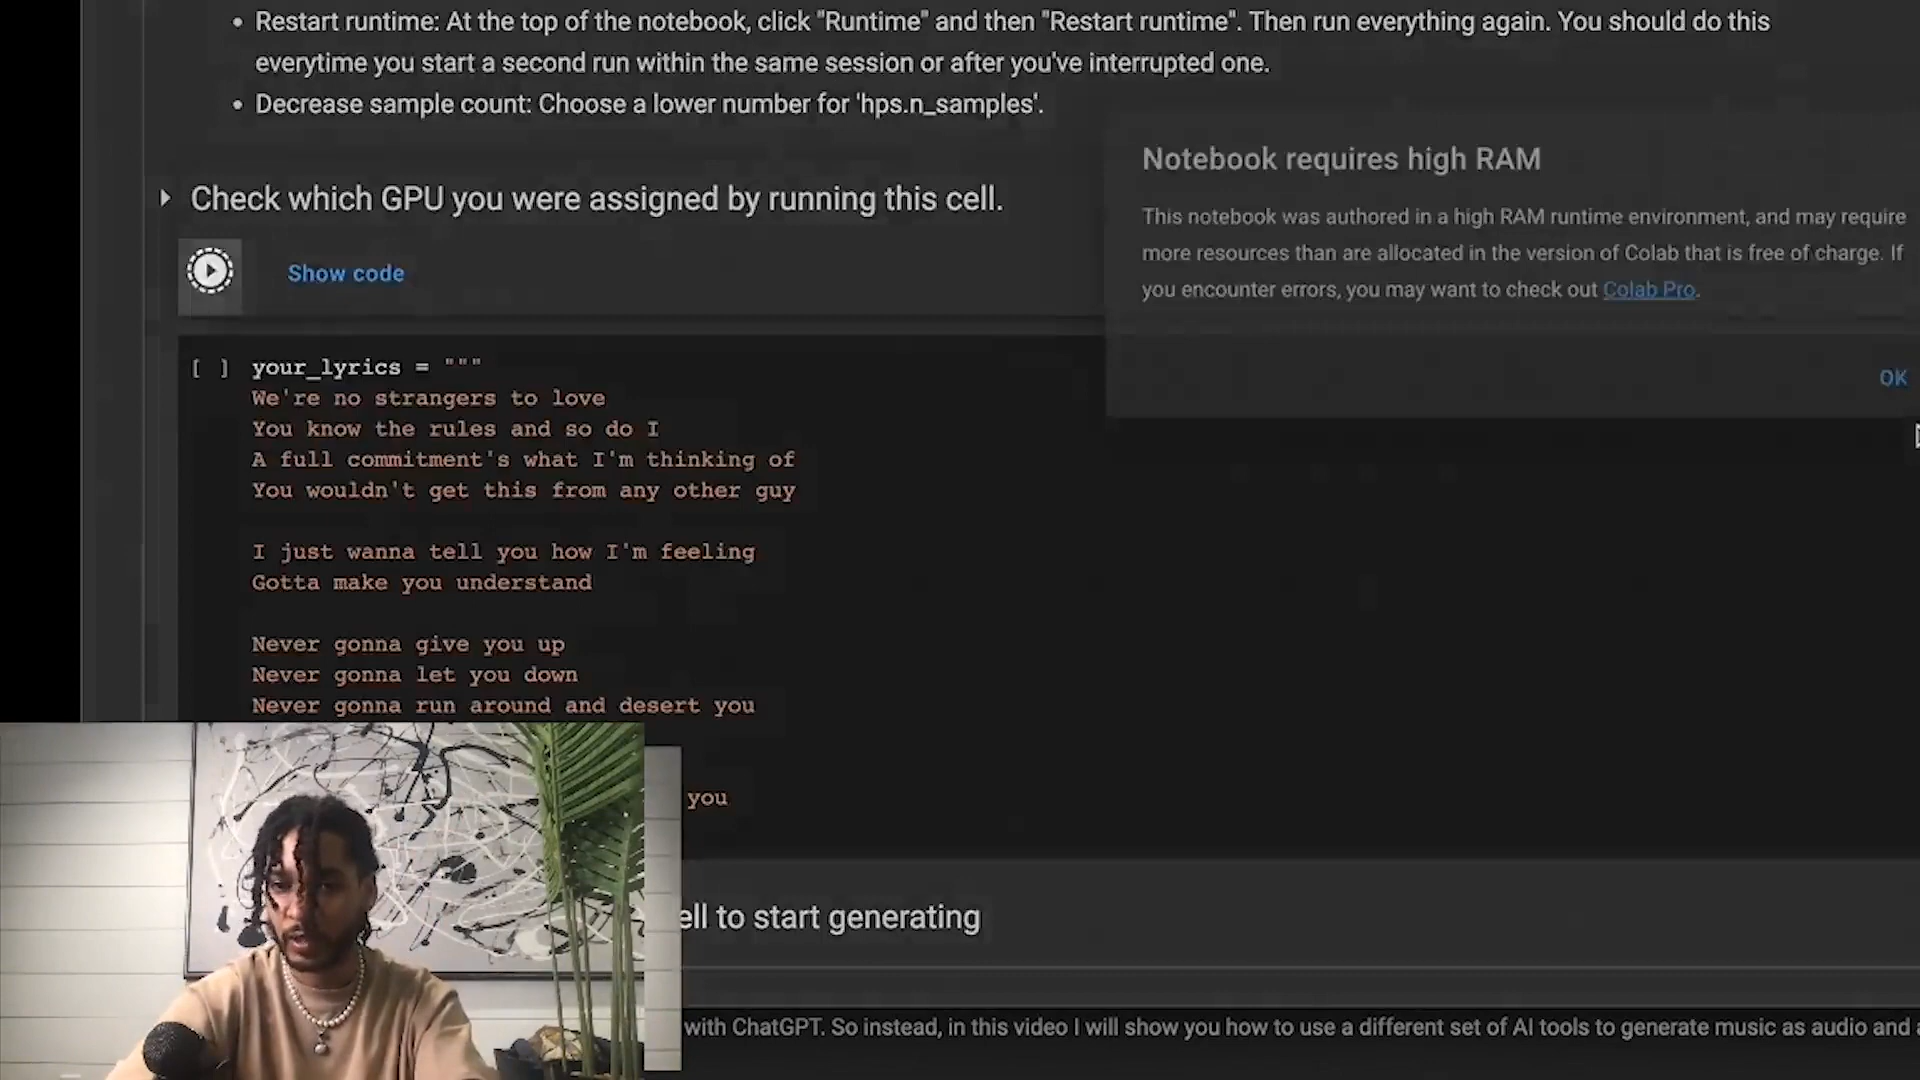 • Restart runtime: At the top of the notebook, click "Runtime" and then "Restart runtime". Then run everything again. You should do this
everytime you start a second run within the same session or after you've interrupted one.
• Decrease sample count: Choose a lower number for 'hps.n_samples'.
Notebook requires high RAM
This notebook was authored in a high RAM runtime environment, and may require
more resources than are allocated in the version of Colab that is free of charge. If
you encounter errors, you may want to check out Colab Pro.
OK
Check which GPU you were assigned by running this cell.
Show code
[ ] your_lyrics = """
We're no strangers to love
You know the rules and so do I
A full commitment's what I'm thinking of
You wouldn't get this from any other guy
I just wanna tell you how I'm feeling
Gotta make you understand
Never gonna give you up
Never gonna let you down
Never gonna run around and desert you
you
ell to start generating
with ChatGPT. So instead, in this video I will show you how to use a different set of AI tools to generate music as audio and a